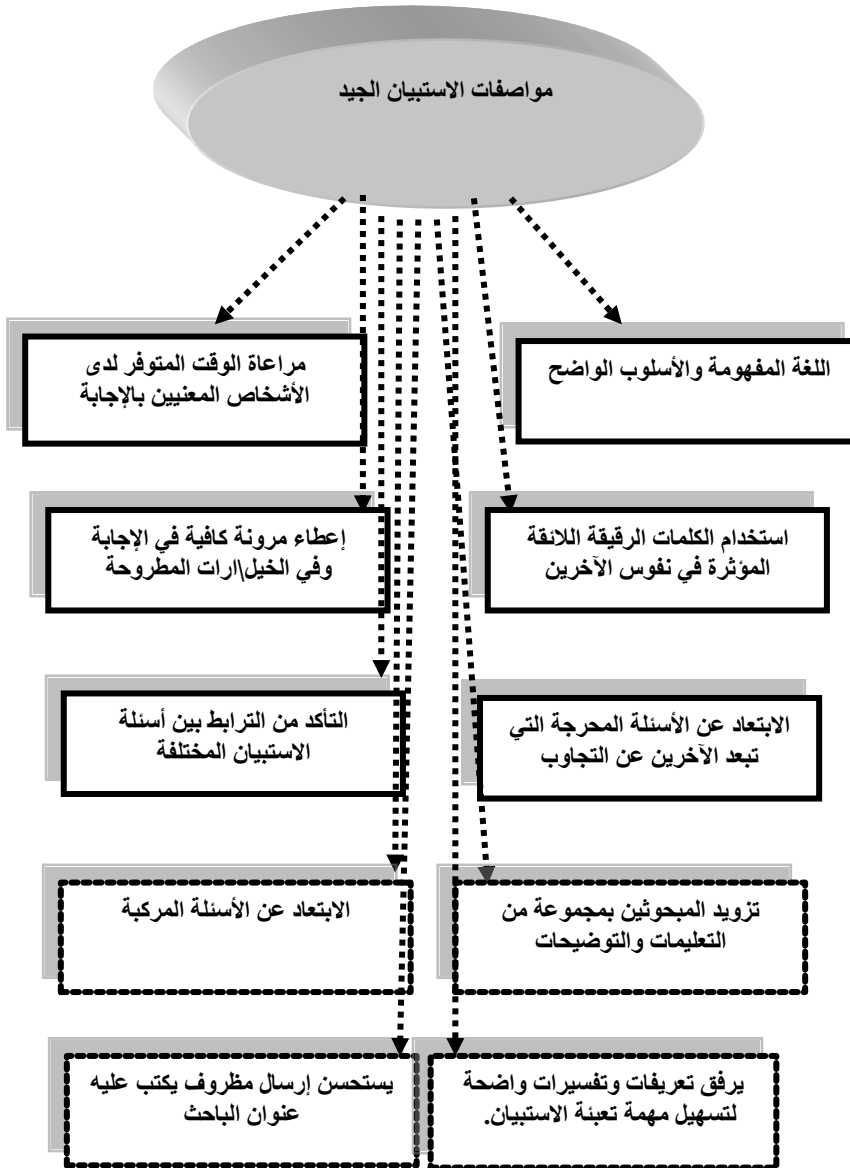 مواصفات الاستبيان الجيد
اللغة المفهومة والأسلوب الواضح
مراعاة الوقت المتوفر لدى
الأشخاص المعنيين بالإجابة
استخدام الكلمات الرقيقة اللائقة
المؤثرة في نفوس الآخرين
إعطاء مرونة كافية في الإجابة
وفي الخيل\ارات المطروحة
الابتعاد عن الأسئلة المحرجة التي
تبعد الآخرين عن التجاوب
التأكد من الترابط بين أسئلة
الاستبيان المختلفة
تزويد المبحوثين بمجموعة من
التعليمات والتوضيحات
الابتعاد عن الأسئلة المركبة
يرفق تعريفات وتفسيرات واضحة
لتسهيل مهمة تعبئة الاستبيان.
يستحسن إرسال مظروف يكتب عليه
عنوان الباحث